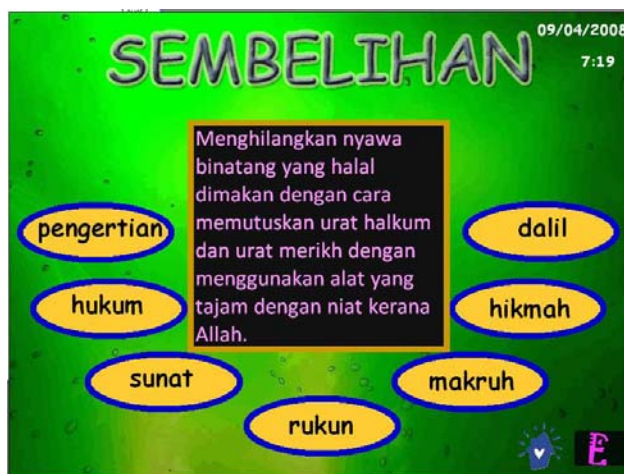 SEMBELIHAN
09/04/2008
7:19
Menghilangkan nyawa
binatang yang halal
dimakan dengan cara
memutuskan urat halkum
dan urat merikh dengan
menggunakan alat yang
tajam dengan niat kerana
Allah.
pengertian
dalil
hukum
hikmah
sunat
makruh
rukun
E